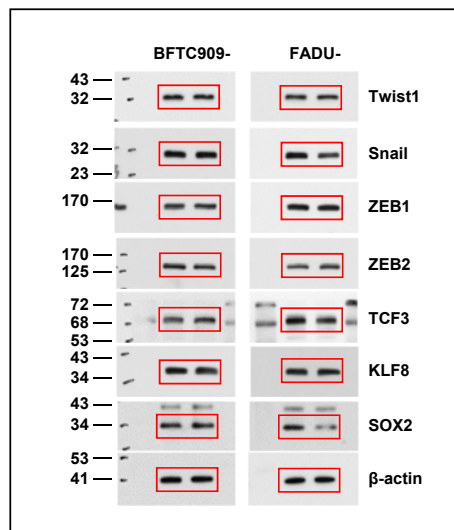 BFTC909- FADU-
43
32 Twist1
32 Snail
23
170 ZEB1
170 ZEB2
125
72
68 TCF3
53
43 KLF8
34
43
34 SOX2
53
41 β-actin